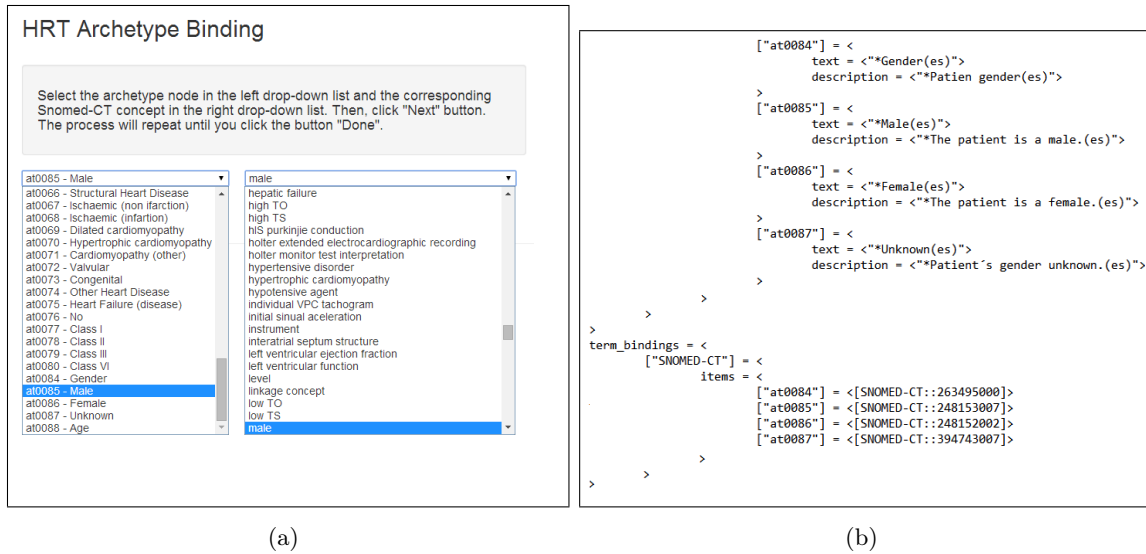 HRT Archetype Binding
Select the archetype node in the left drop-down list and the corresponding
Snomed-CT concept in the right drop-down list. Then, click "Next" button.
The process will repeat until you click the button "Done".
at0085 - Male
at0066 - Structural Heart Disease
at0067 - Ischaemic (non ifarction)
at0068 - Ischaemic (infartion)
at0069 - Dilated cardiomyopathy
at0070 - Hypertrophic cardiomyopathy
at0071 - Cardiomyopathy (other)
at0072 - Valvular
at0073 - Congenital
at0074 - Other Heart Disease
at0075 - Heart Failure (disease)
at0076 - No
at0077 - Class I
at0078 - Class II
at0079 - Class III
at0080 - Class VI
at0084 - Gender
at0085 - Male
at0086 - Female
at0087 - Unknown
at0088 - Age
male
hepatic failure
high TO
high TS
hIS purkinje conduction
holter extended electrocardiographic recording
holter monitor test interpretation
hypertensive disorder
hypertrophic cardiomyopathy
hypotensive agent
individual VPC tachogram
initial sinual aceleration
instrument
interatrial septum structure
left ventricular ejection fraction
left ventricular function
level
linkage concept
low TO
low TS
male
(a)
["at0084"] = <
text = <"*Gender(es)">
description = <"*Patien gender(es)">
>
["at0085"] = <
text = <"*Male(es)">
description = <"*The patient is a male.(es)">
>
["at0086"] = <
text = <"*Female(es)">
description = <"*The patient is a female.(es)">
>
["at0087"] = <
text = <"*Unknown(es)">
description = <"*Patient´s gender unknown.(es)">
>
>
>
>
term_bindings = <
["SNOMED-CT"] = <
items = <
["at0084"] = <[SNOMED-CT::263495000]>
["at0085"] = <[SNOMED-CT::248153007]>
["at0086"] = <[SNOMED-CT::248152002]>
["at0087"] = <[SNOMED-CT::394743007]>
>
>
>
(b)